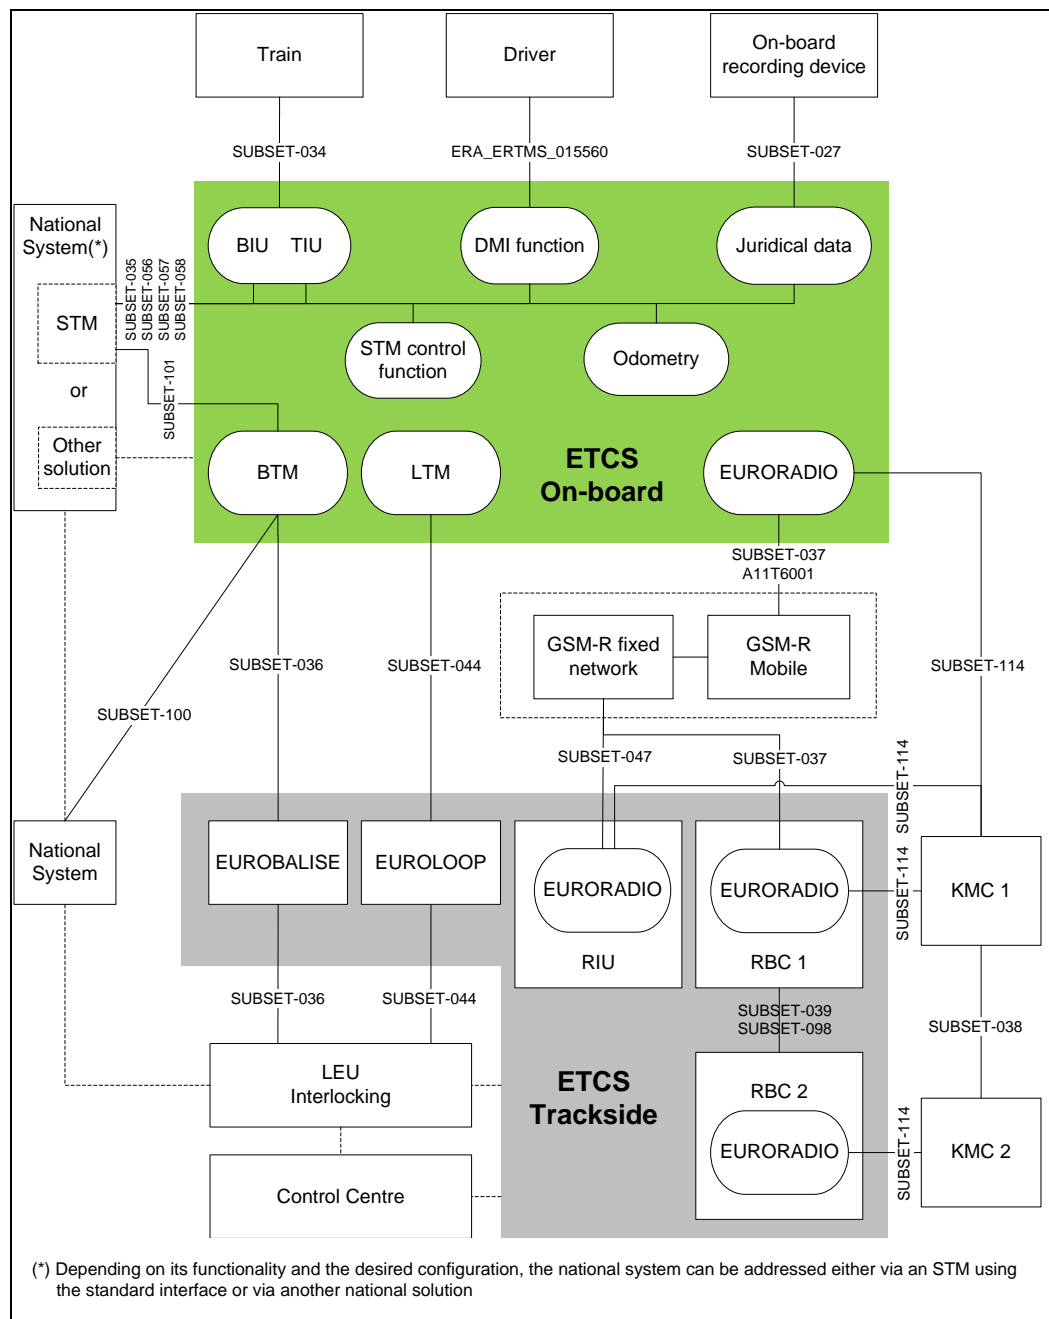 Train
Driver
On-board
recording device
SUBSET-034
ERA_ERTMS_015560
SUBSET-027
National
System(*)
STM
or
Other
solution
SUBSET-035
SUBSET-056
SUBSET-057
SUBSET-058
SUBSET-101
BIU TIU
DMI function
Juridical data
STM control
function
Odometry
BTM
LTM
ETCS
On-board
EURORADIO
SUBSET-037
A11T6001
GSM-R fixed
network
GSM-R
Mobile
SUBSET-036
SUBSET-044
SUBSET-114
SUBSET-100
SUBSET-047
SUBSET-037
SUBSET-114
National
System
EUROBALISE
EUROLOOP
EURORADIO
RIU
EURORADIO
RBC 1
SUBSET-114
KMC 1
SUBSET-036
SUBSET-044
SUBSET-039
SUBSET-098
SUBSET-038
LEU
Interlocking
ETCS
Trackside
RBC 2
EURORADIO
SUBSET-114
KMC 2
Control Centre
(*) Depending on its functionality and the desired configuration, the national system can be addressed either via an STM using
the standard interface or via another national solution